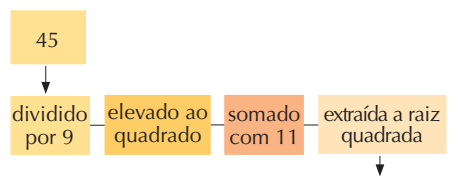 45
dividido
por 9
elevado ao
quadrado
somado
com 11
extraída a raiz
quadrada